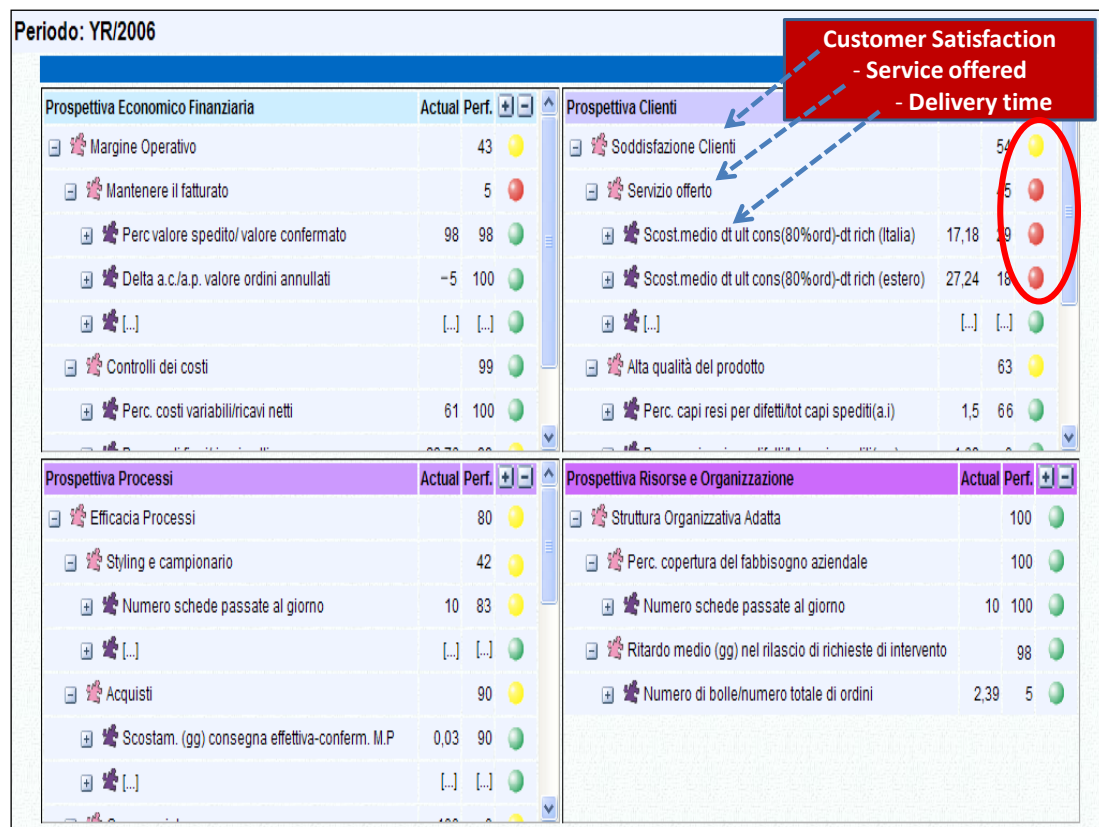 Periodo: YR/2006
Customer Satisfaction
- Service offered
- Delivery time
Prospettiva Economico Finanziaria Actual Perf.
Margine Operativo 43
Mantenere il fatturato 5
Perc valore spedito/ valore confermato 98 98
Delta a.c./a.p. valore ordini annullati −5 100
[...] [...] [...]
Controlli dei costi 99
Perc. costi variabili/ricavi netti 61 100
Prospettiva Clienti
Soddisfazione Clienti 54
Servizio offerto
Scost.medio dt ult cons(80%ord)-dt rich (Italia) 17,18 29
Scost.medio dt ult cons(80%ord)-dt rich (estero) 27,24 18
[...] [...] [...]
Alta qualità del prodotto 63
Perc. capi resi per difetti/tot capi spediti(a.i) 1,5 66
Prospettiva Processi Actual Perf.
Efficacia Processi 80
Styling e campionario 42
Numero schede passate al giorno 10 83
[...] [...] [...]
Acquisti 90
Scostam. (gg) consegna effettiva-conferm. M.P 0,03 90
[...] [...] [...]
Prospettiva Risorse e Organizzazione Actual Perf.
Struttura Organizzativa Adatta 100
Perc. copertura del fabbisogno aziendale 100
Numero schede passate al giorno 10 100
Ritardo medio (gg) nel rilascio di richieste di intervento 98
Numero di bolle/numero totale di ordini 2,39 5